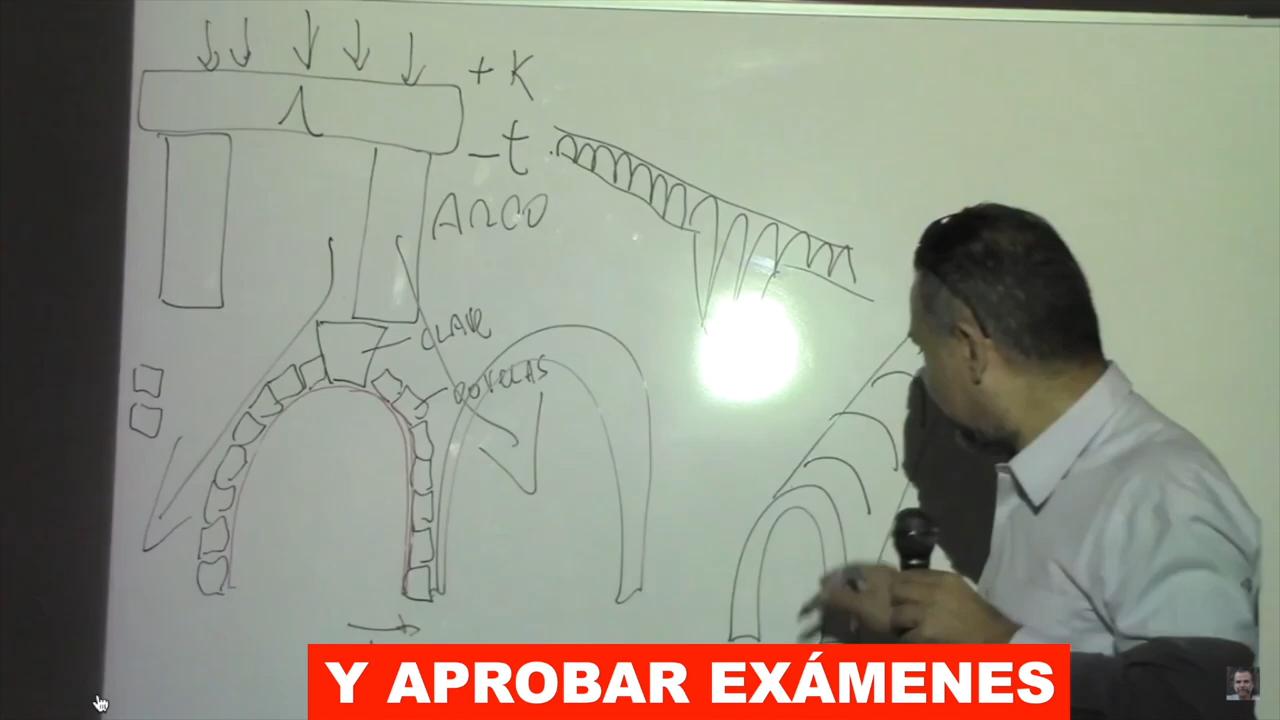 + K
- t
ARCO
CLAVE
DOVELAS
Y APROBAR EXÁMENES